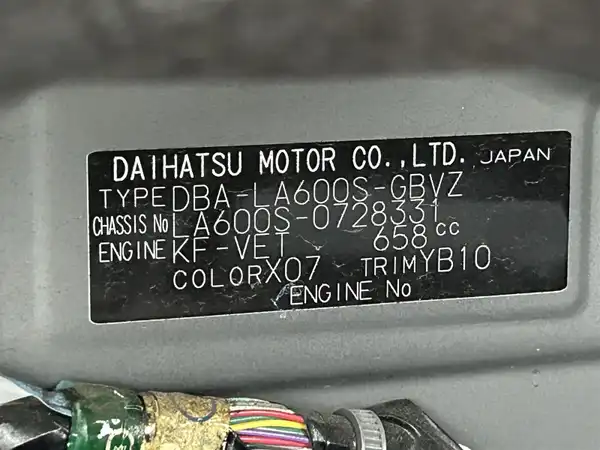 DAIHATSU MOTOR CO.,LTD. JAPAN
TYPE DBA-LA600S-GBVZ
CHASSIS No LA600S-0728331
ENGINE KF-VET 658 cc
COLOR X07 TRIM YB10
ENGINE No